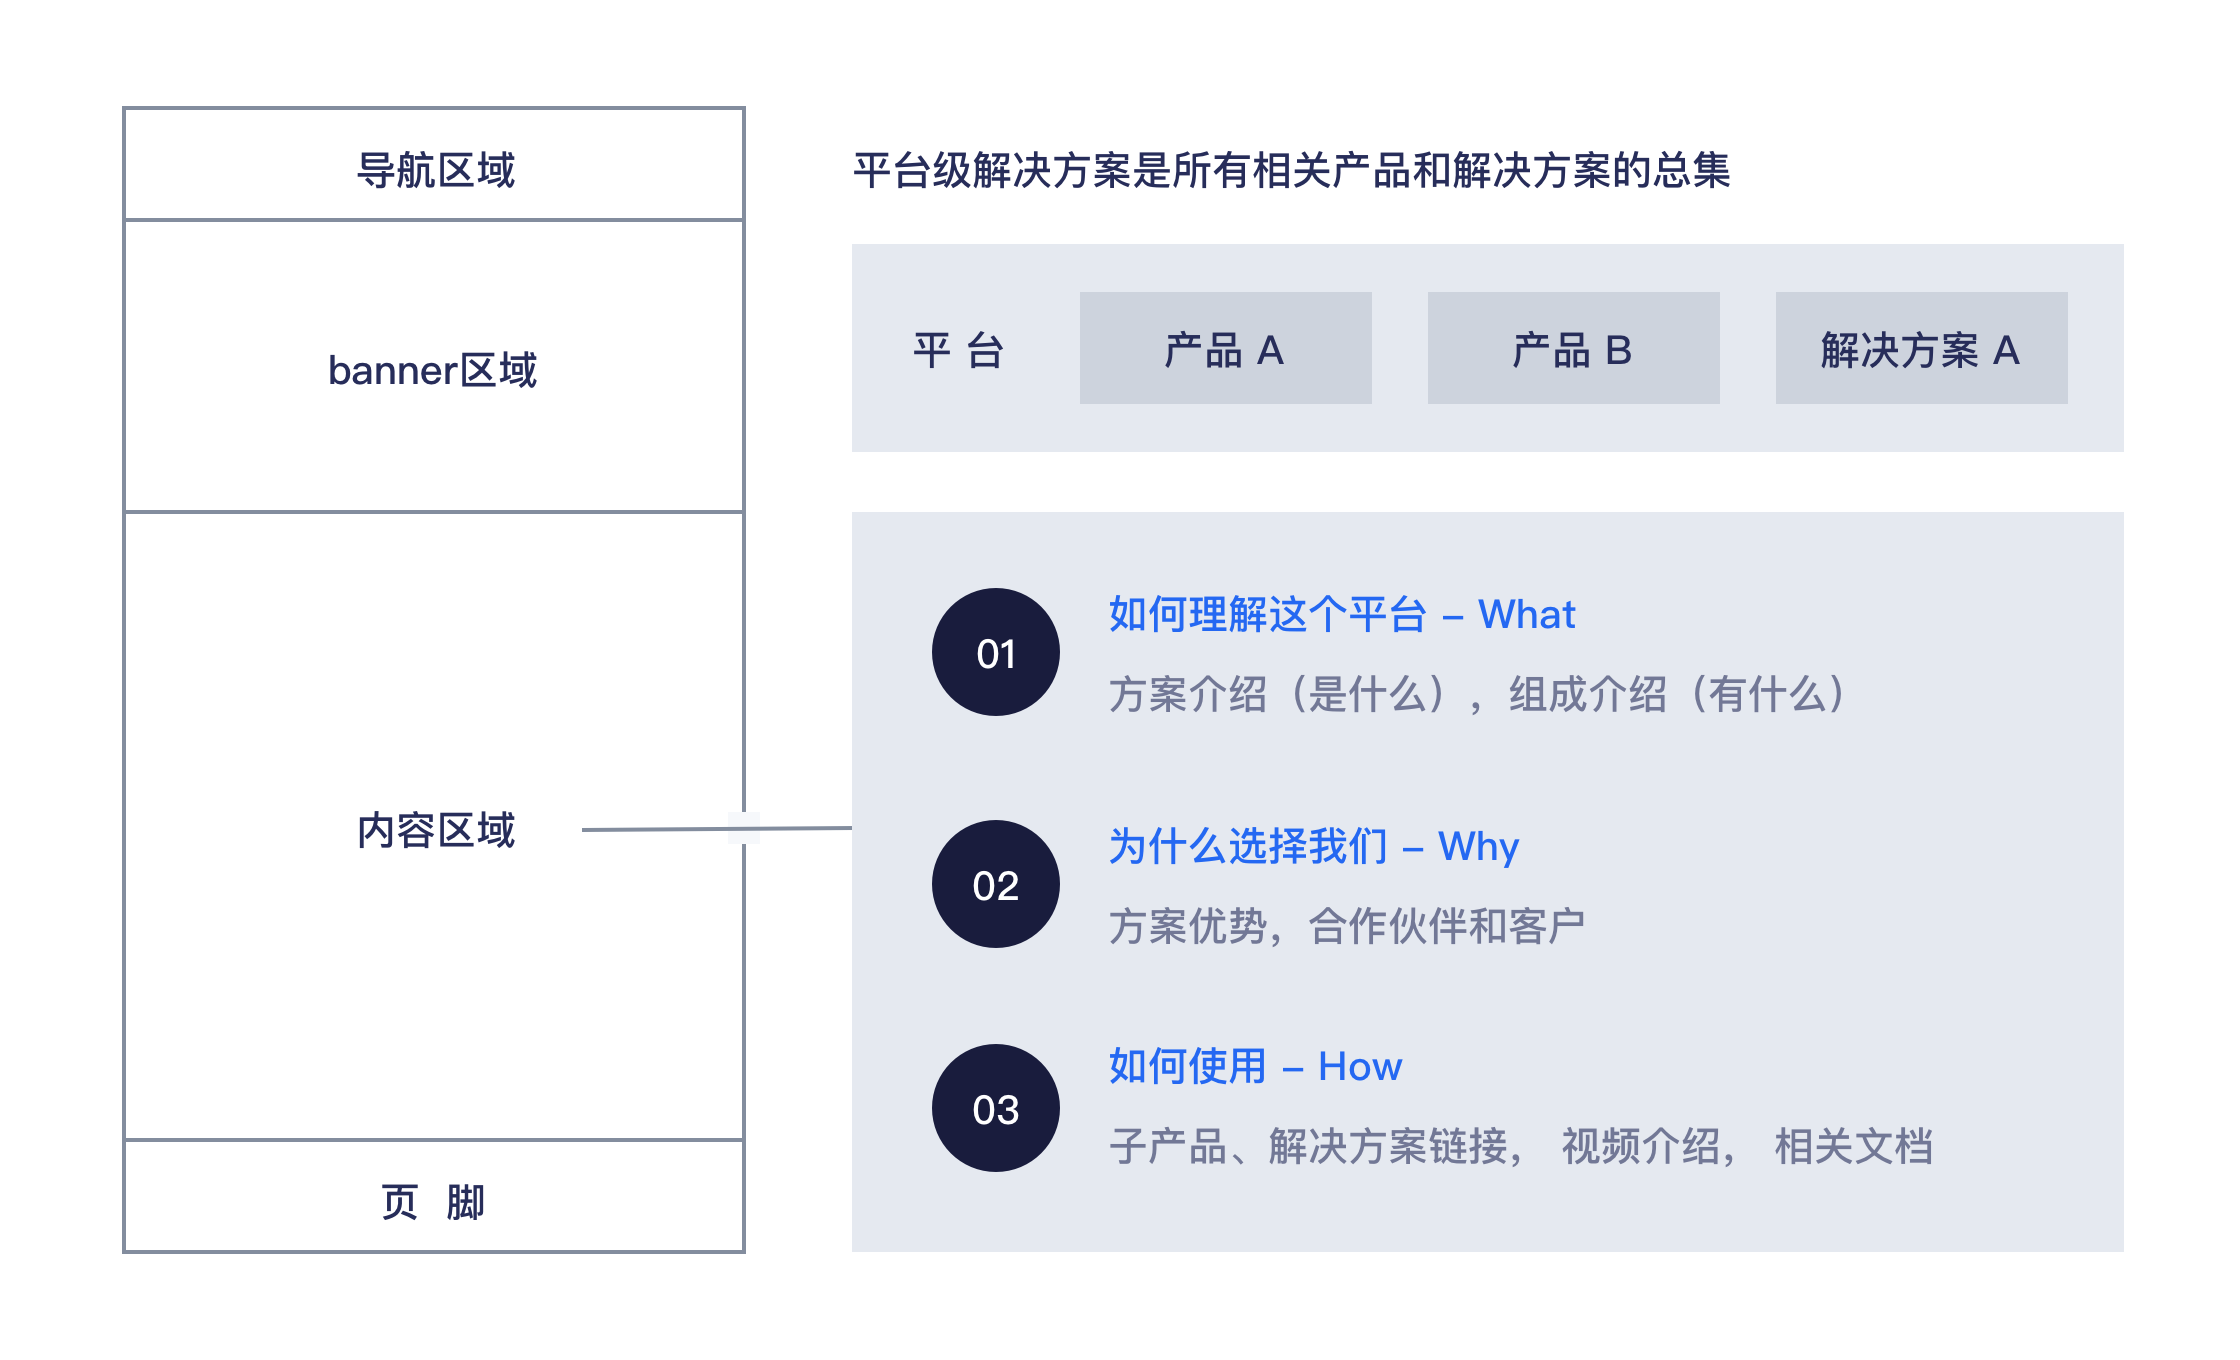 导航区域
banner区域
内容区域
页 脚
平台级解决方案是所有相关产品和解决方案的总集
平 台
产品 A
产品 B
解决方案 A
01
如何理解这个平台 – What
方案介绍（是什么），组成介绍（有什么）
02
为什么选择我们 – Why
方案优势，合作伙伴和客户
03
如何使用 – How
子产品、解决方案链接， 视频介绍， 相关文档